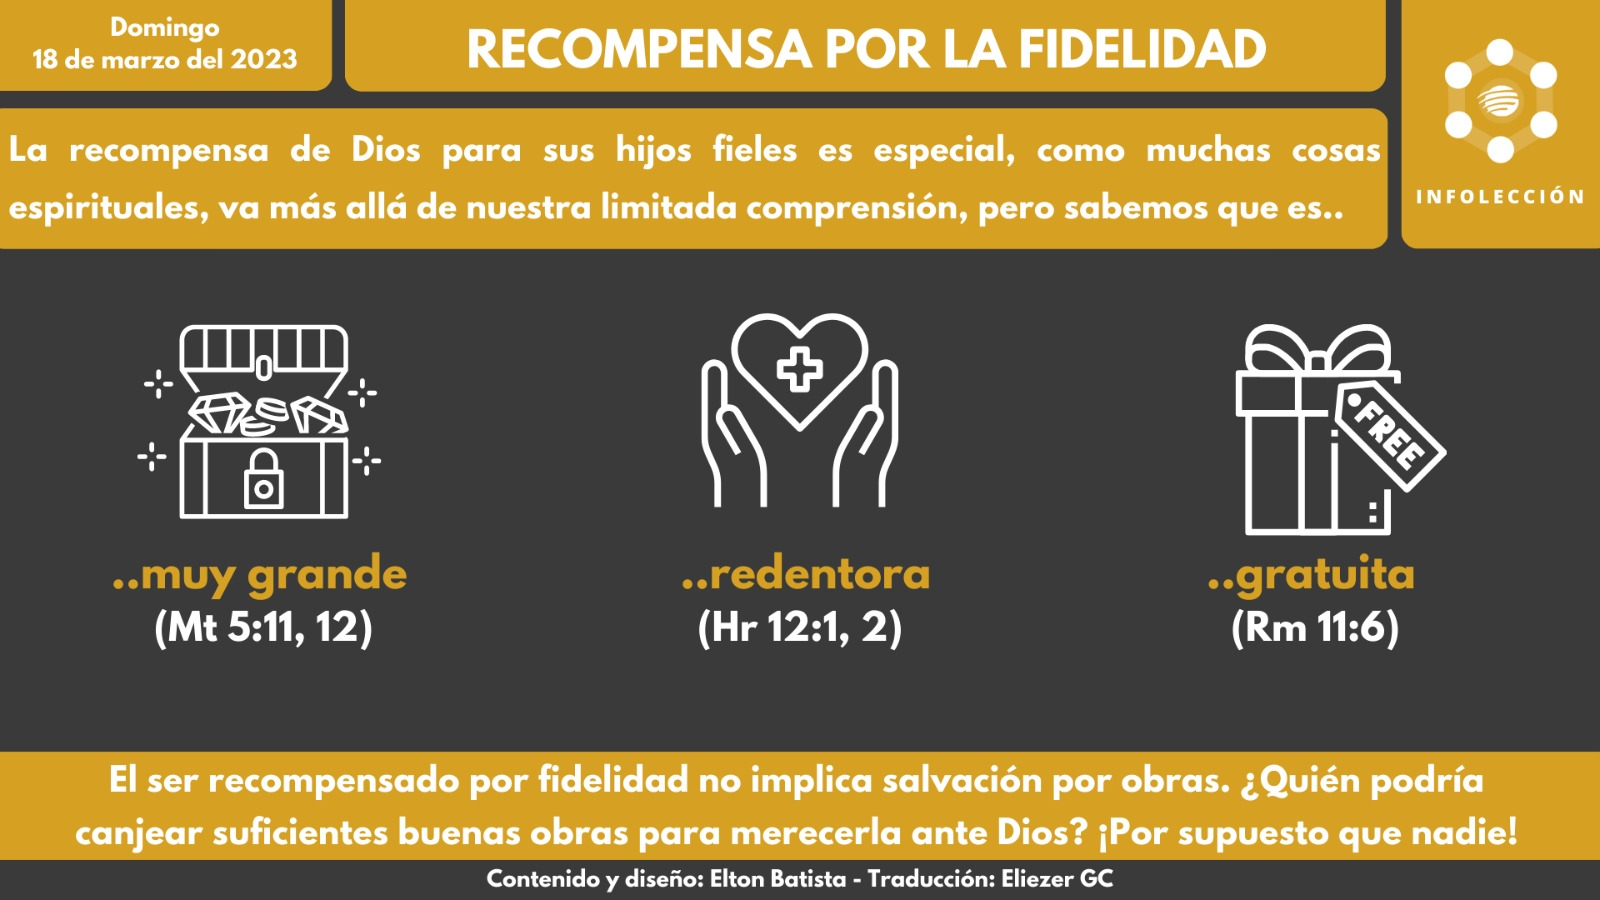 Domingo
18 de marzo del 2023
RECOMPENSA POR LA FIDELIDAD
INFOLECCIÓN
La recompensa de Dios para sus hijos fieles es especial, como muchas cosas
espirituales, va más allá de nuestra limitada comprensión, pero sabemos que es..
FREE
..muy grande
(Mt 5:11, 12)
..redentora
(Hr 12:1, 2)
..gratuita
(Rm 11:6)
El ser recompensado por fidelidad no implica salvación por obras. ¿Quién podría
canjear suficientes buenas obras para merecerla ante Dios? ¡Por supuesto que nadie!
Contenido y diseño: Elton Batista - Traducción: Eliezer GC